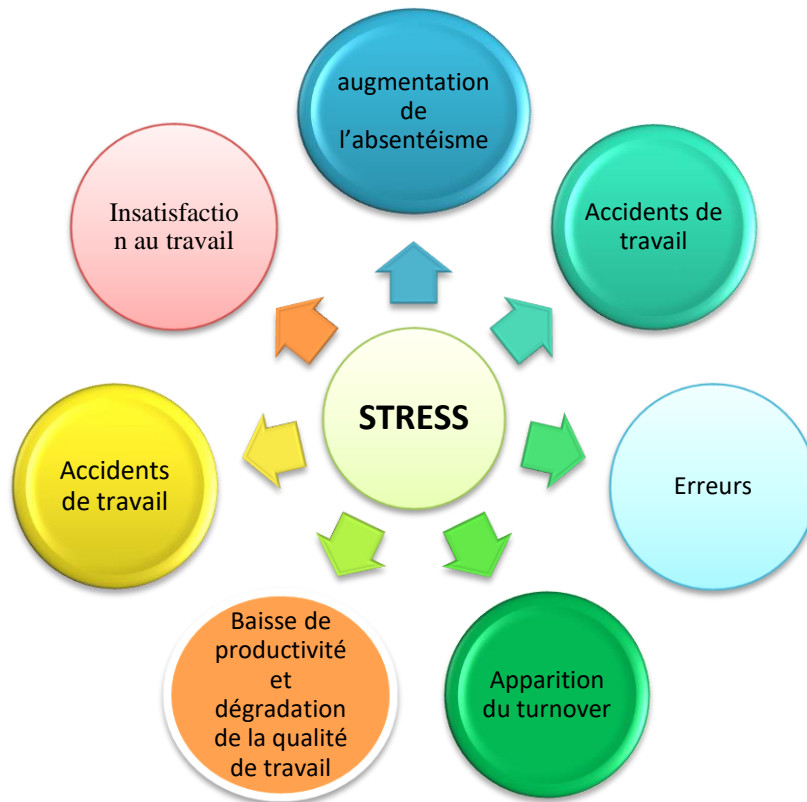 augmentation
de
l’absentéisme
Accidents de
travail
Erreurs
Apparition
du turnover
Baisse de
productivité
et
dégradation
de la qualité
de travail
Accidents
de travail
Insatisfactio
n au travail
STRESS